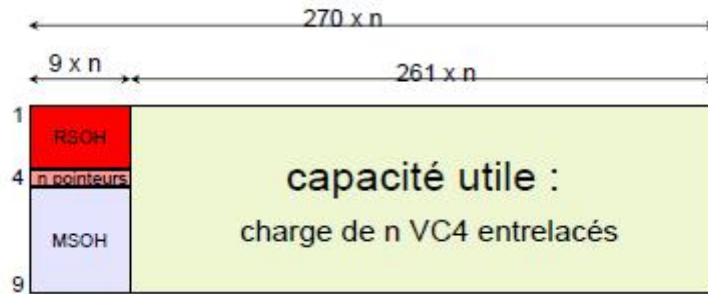 270 x n
9 x n
261 x n
1
RSOH
4
n pointeurs
MSOH
9
capacité utile :
charge de n VC4 entrelacés